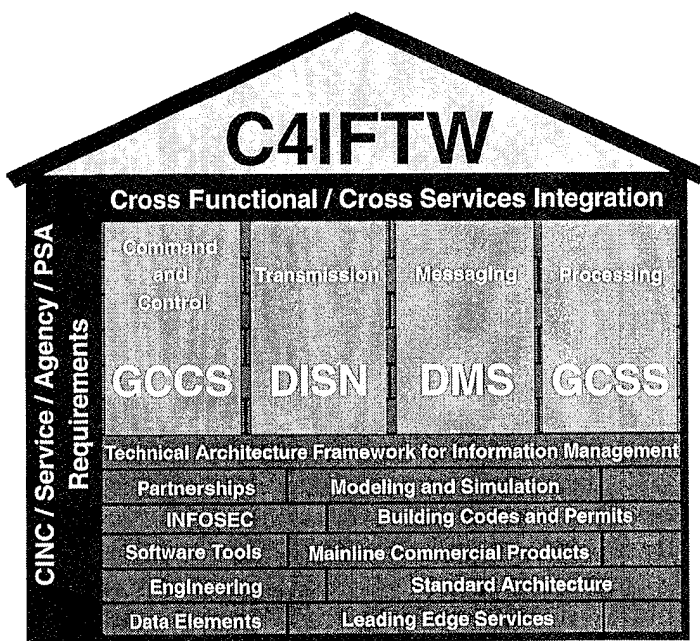 C4IFTW
Cross Functional / Cross Services Integration
CINC / Service / Agency / PSA
Requirements
Command
and
Control
GCCS
Transmission
DISN
Messaging
DMS
Processing
GCSS
Technical Architecture Framework for Information Management
Partnerships
Modeling and Simulation
INFOSEC
Building Codes and Permits
Software Tools
Mainline Commercial Products
Engineering
Standard Architecture
Data Elements
Leading Edge Services